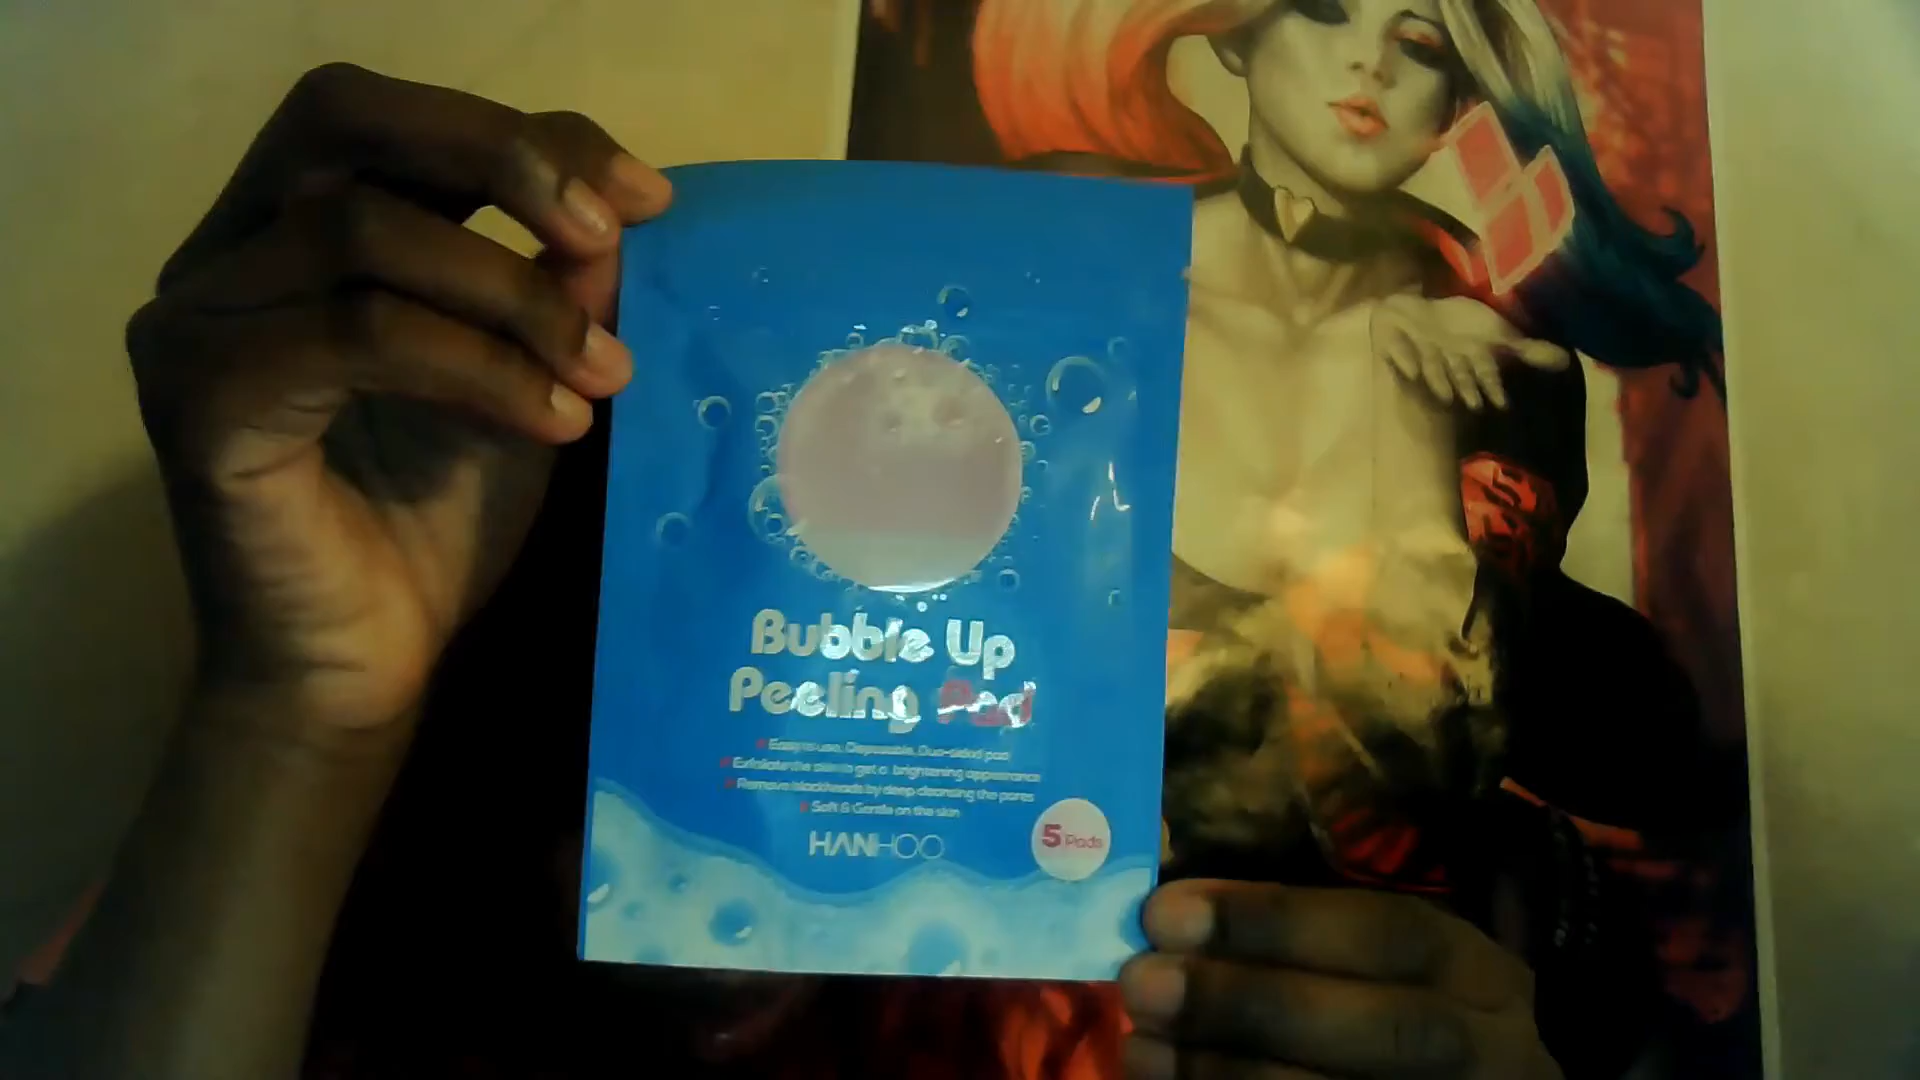 Bubble Up
Peeling Pad
Easy to use, Disposable, Duo-sided pad
Exfoliate the skin to get a brightening appearance
Remove blackheads by deep cleansing the pores
Soft & Gentle on the skin
HANHOO
5 Pads